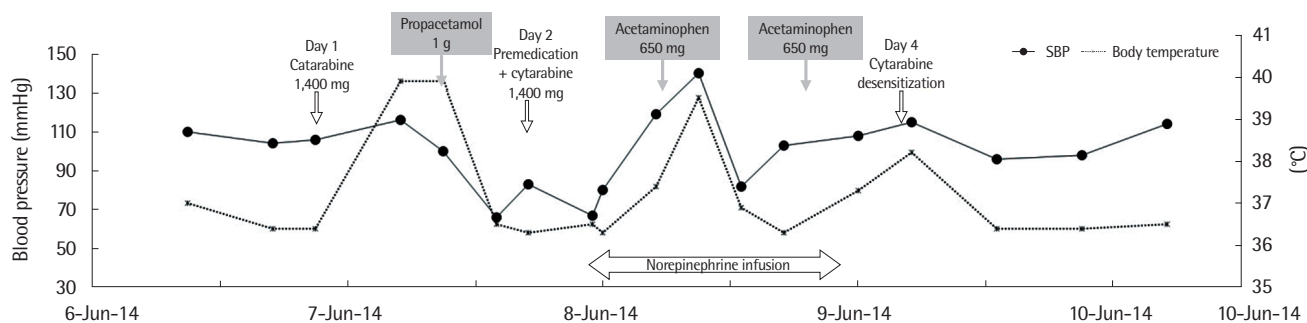 Propacetamol
1 g
Day 1
Catarabine
1,400 mg
Day 2
Premedication
+ cytarabine
1,400 mg
Acetaminophen
650 mg
Acetaminophen
650 mg
Day 4
Cytarabine
desensitization
SBP
Body temperature
Blood pressure (mmHg)
150
130
110
90
70
50
30
41
40
39
38
37
36
35
(°C)
Norepinephrine infusion
6-Jun-14
7-Jun-14
8-Jun-14
9-Jun-14
10-Jun-14
10-Jun-14